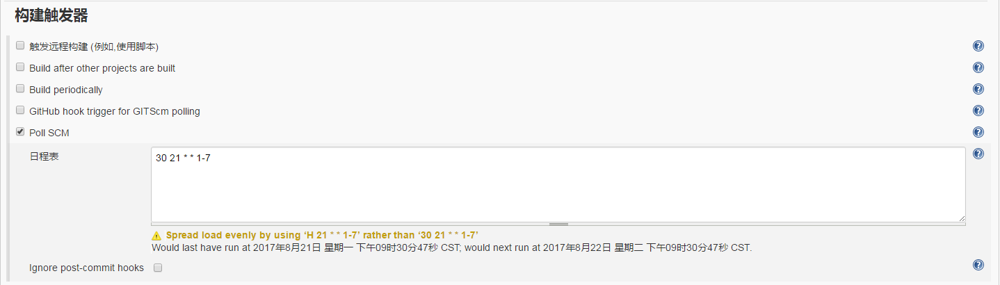 构建触发器
触发远程构建 (例如,使用脚本)
Build after other projects are built
Build periodically
GitHub hook trigger for GITScm polling
Poll SCM
日程表
30 21 * * 1-7
Spread load evenly by using ‘H 21 * * 1-7’ rather than ‘30 21 * * 1-7’
Would last have run at 2017年8月21日 星期一 下午09时30分47秒 CST; would next run at 2017年8月22日 星期二 下午09时30分47秒 CST.
Ignore post-commit hooks